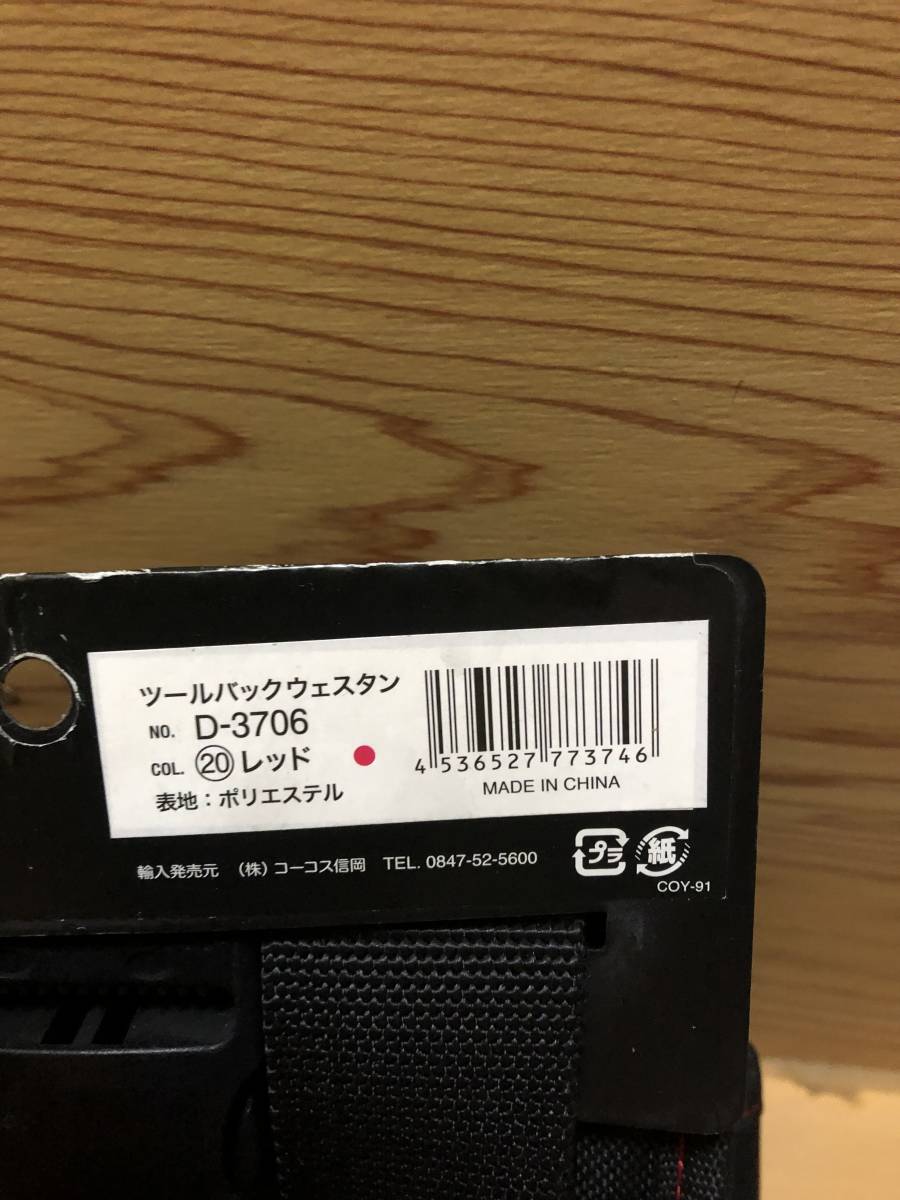 ツールバックウェスタン
NO. D-3706
COL. ⑳レッド
表地：ポリエステル
4 536527 773746
MADE IN CHINA
輸入発売元 （株）コーコス信岡 TEL. 0847-52-5600
プラ
紙
COY-91